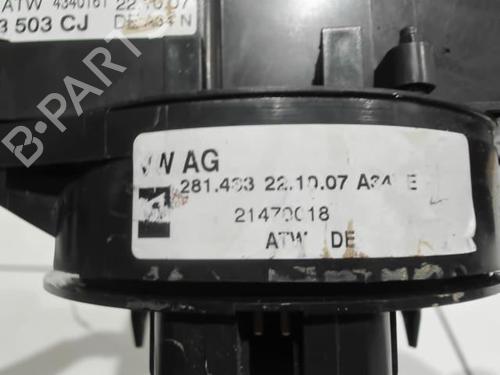 ATW 4340161 22.10.07
3 503 CJ DE
B-PARTS
VW AG
281.433 22.10.07 E
21470018
ATW DE